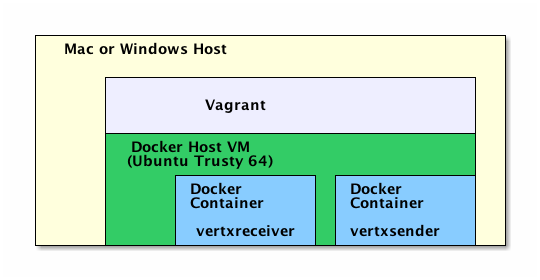 Mac or Windows Host
Vagrant
Docker Host VM
(Ubuntu Trusty 64)
Docker
Container
vertxreceiver
Docker
Container
vertxsender